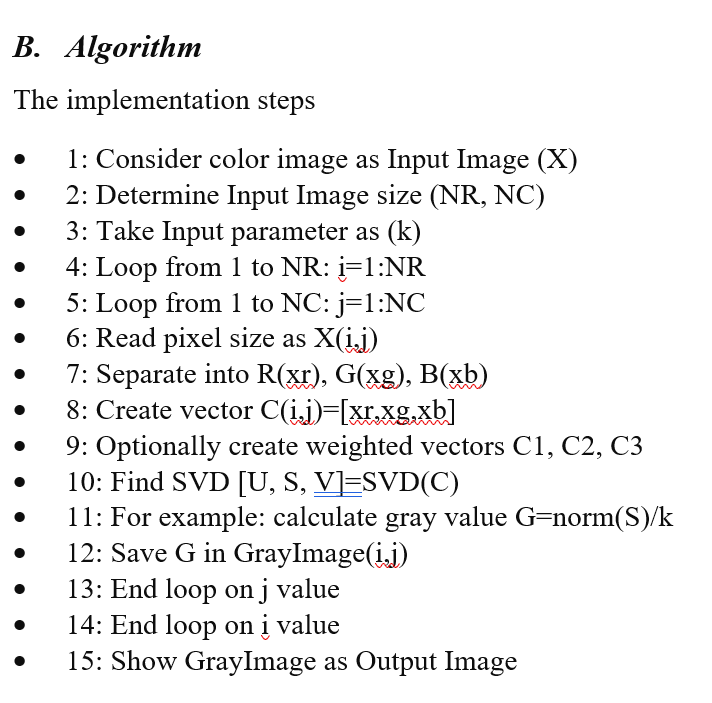 B. Algorithm
The implementation steps
• 1: Consider color image as Input Image (X)
• 2: Determine Input Image size (NR, NC)
• 3: Take Input parameter as (k)
• 4: Loop from 1 to NR: i=1:NR
• 5: Loop from 1 to NC: j=1:NC
• 6: Read pixel size as X(i,j)
• 7: Separate into R(xr), G(xg), B(xb)
• 8: Create vector C(i,j)=[xr,xg,xb]
• 9: Optionally create weighted vectors C1, C2, C3
• 10: Find SVD [U, S, V]=SVD(C)
• 11: For example: calculate gray value G=norm(S)/k
• 12: Save G in GrayImage(i,j)
• 13: End loop on j value
• 14: End loop on i value
• 15: Show GrayImage as Output Image